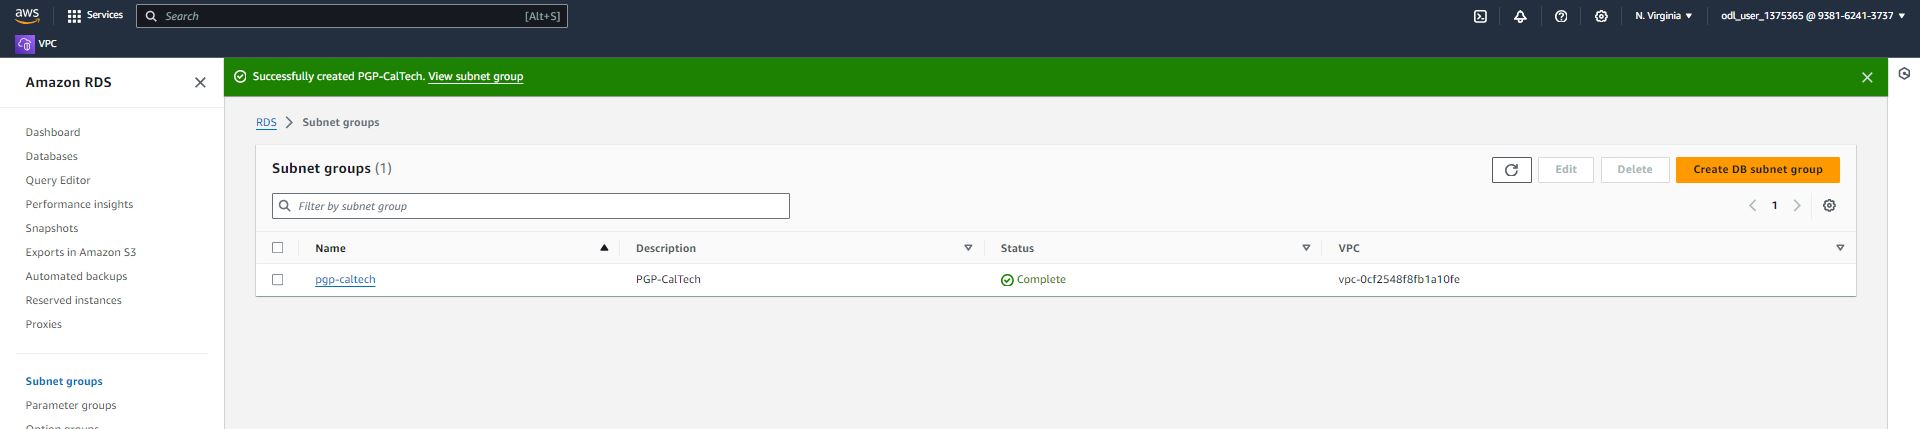 aws Services Search [Alt+S] N. Virginia ▼ odl_user_1375365 @ 9381-6241-3737 ▼
VPC
Amazon RDS
Successfully created PGP-CalTech. View subnet group
Dashboard
Databases
Query Editor
Performance insights
Snapshots
Exports in Amazon S3
Automated backups
Reserved instances
Proxies
Subnet groups
Parameter groups
Option groups
RDS > Subnet groups
Subnet groups (1) Edit Delete Create DB subnet group
Filter by subnet group < 1 >
Name Description Status VPC
pgp-caltech PGP-CalTech Complete vpc-0cf2548f8fb1a10fe